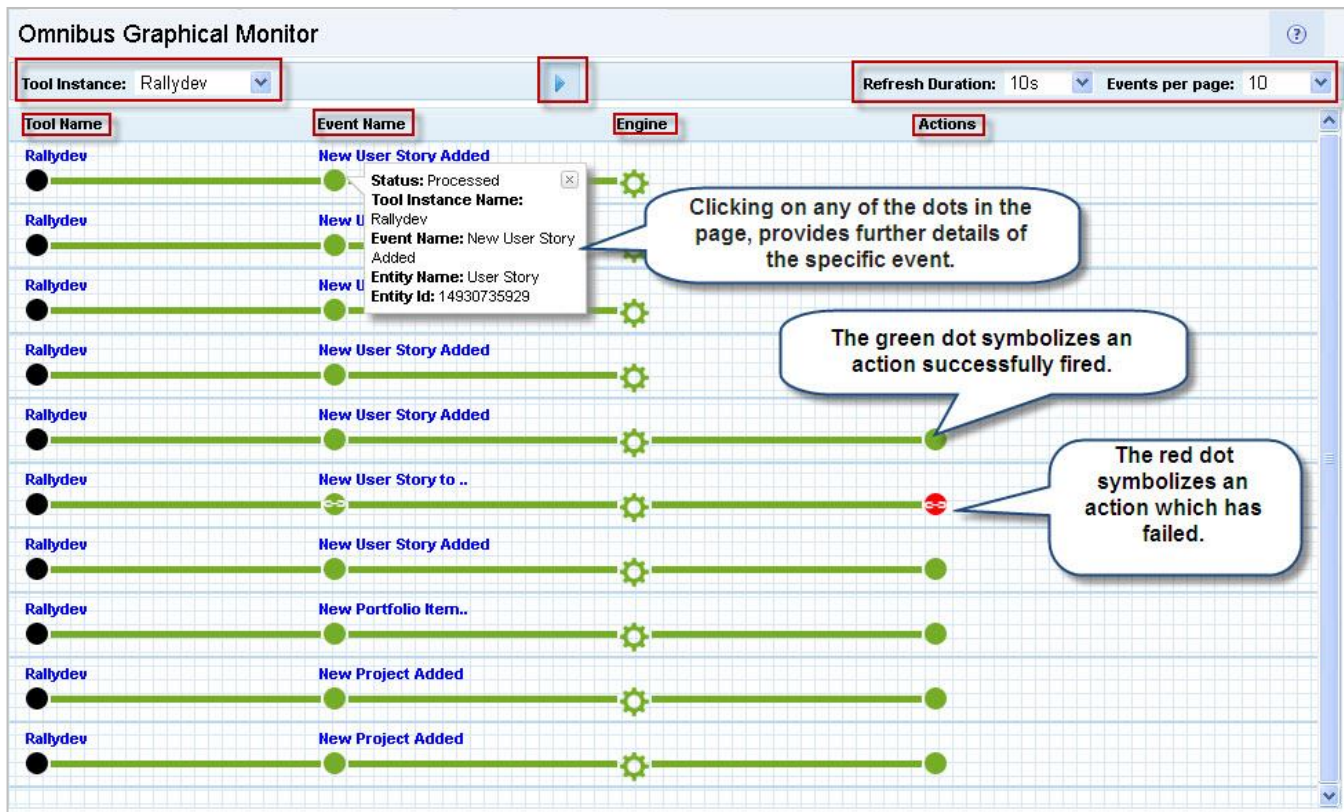 Omnibus Graphical Monitor
?
Tool Instance: Rallydev
Refresh Duration: 10s Events per page: 10
Tool Name Event Name Engine Actions
Rallydev New User Story Added
Status: Processed
Tool Instance Name:
Rallydev
Event Name: New User Story
Added
Entity Name: User Story
Entity Id: 14930735929
Clicking on any of the dots in the
page, provides further details of
the specific event.
Rallydev New U
Rallydev New U
The green dot symbolizes an
action successfully fired.
Rallydev New User Story Added
Rallydev New User Story Added
The red dot
symbolizes an
action which has
failed.
Rallydev New User Story to ..
Rallydev New User Story Added
Rallydev New Portfolio Item..
Rallydev New Project Added
Rallydev New Project Added